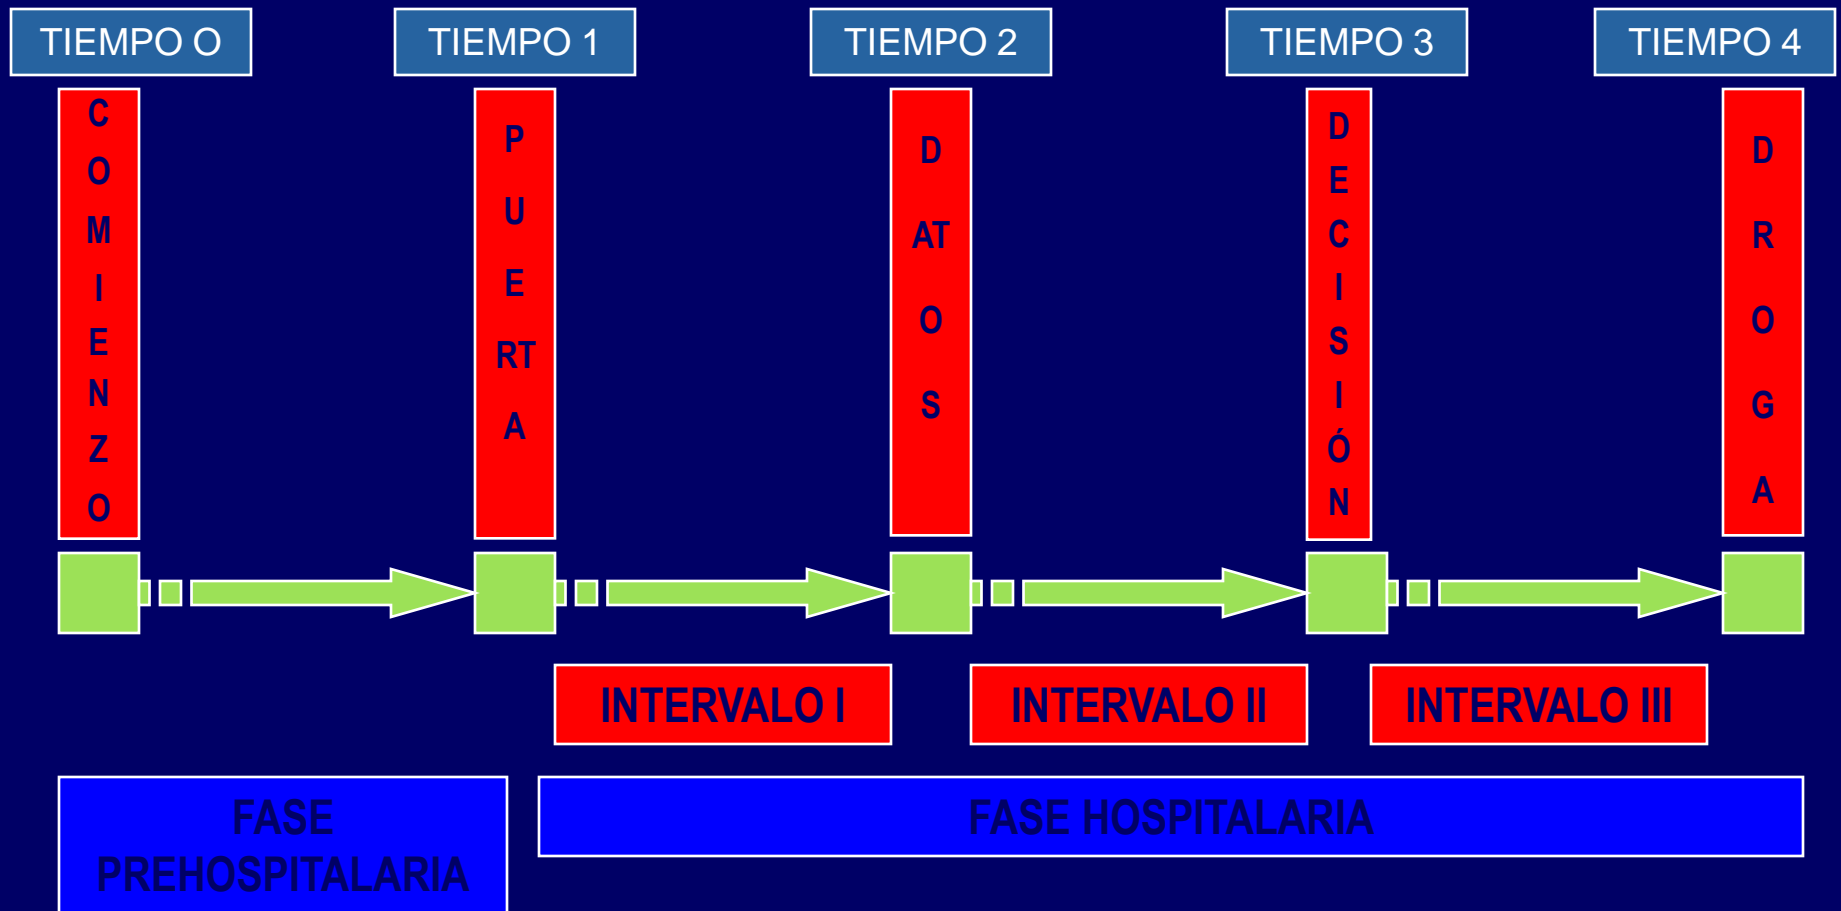 TIEMPO O
TIEMPO 1
TIEMPO 2
TIEMPO 3
TIEMPO 4
C
O
M
I
E
N
Z
O
P
U
E
RT
A
D
AT
O
S
D
E
C
I
S
I
Ó
N
D
R
O
G
A
INTERVALO I
INTERVALO II
INTERVALO III
FASE
PREHOSPITALARIA
FASE HOSPITALARIA